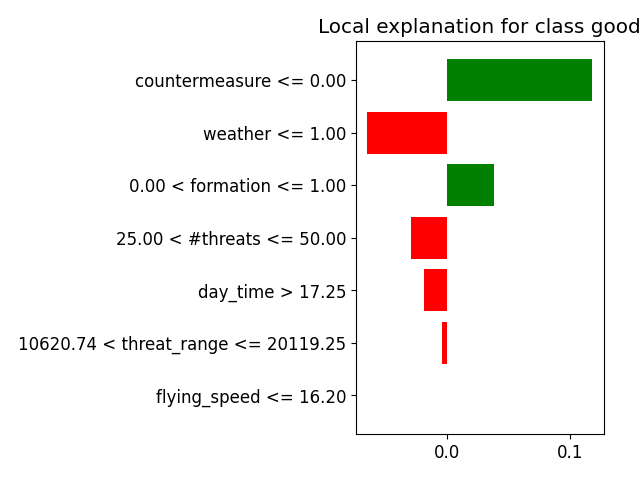 Local explanation for class good
countermeasure <= 0.00
weather <= 1.00
0.00 < formation <= 1.00
25.00 < #threats <= 50.00
day_time > 17.25
10620.74 < threat_range <= 20119.25
flying_speed <= 16.20
0.0 0.1